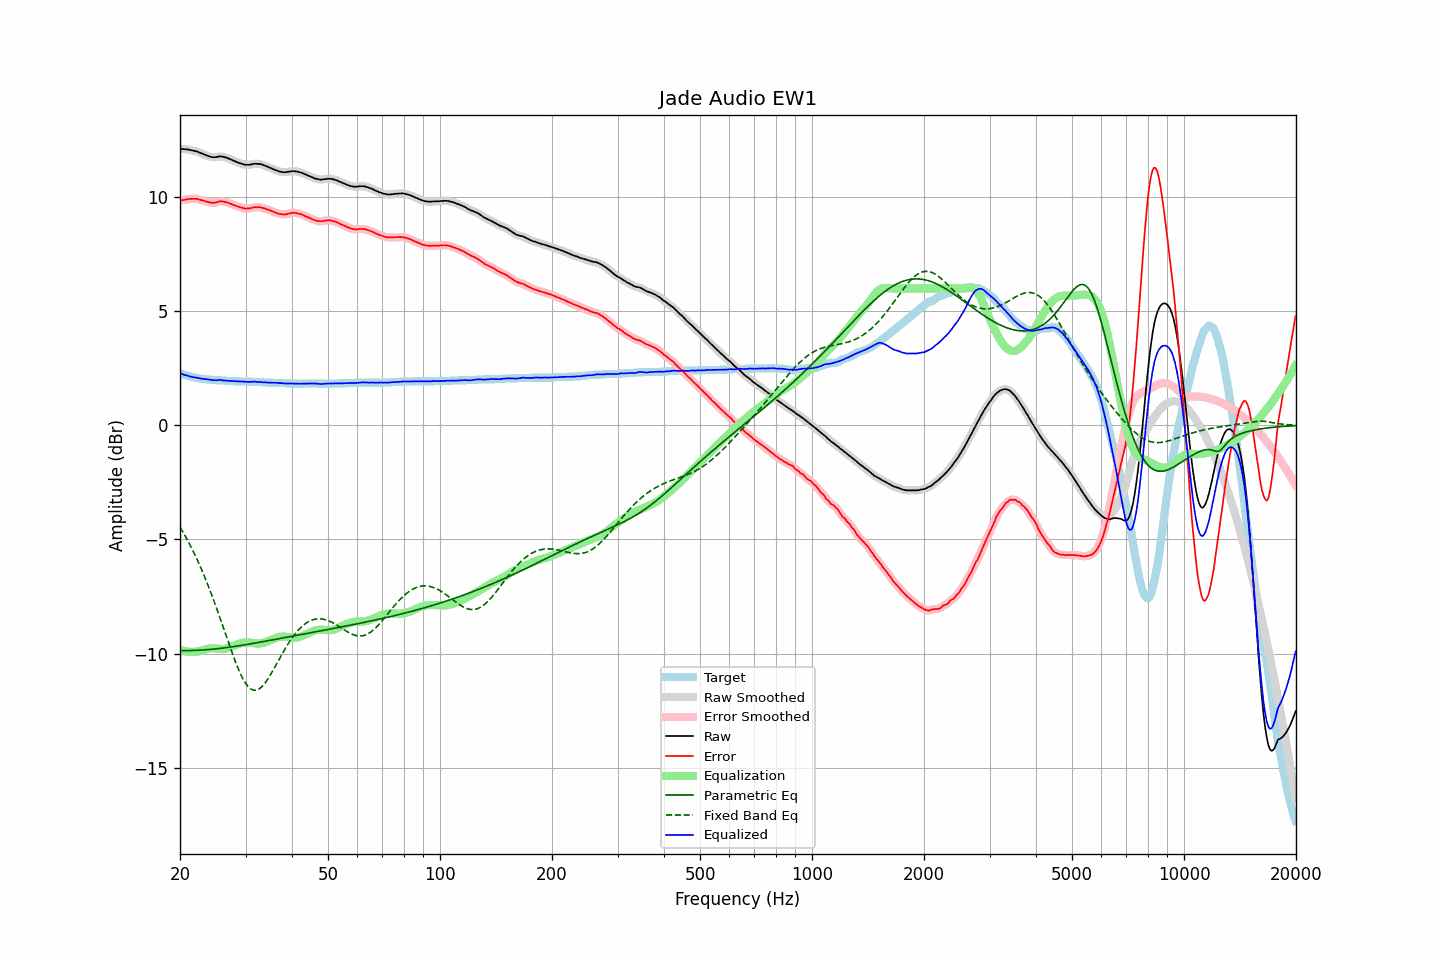 Jade Audio EW1
Amplitude (dBr)
10
5
0
−5
−10
−15
Target
Raw Smoothed
Error Smoothed
Raw
Error
Equalization
Parametric Eq
Fixed Band Eq
Equalized
20 50 100 200 500 1000 2000 5000 10000 20000
Frequency (Hz)